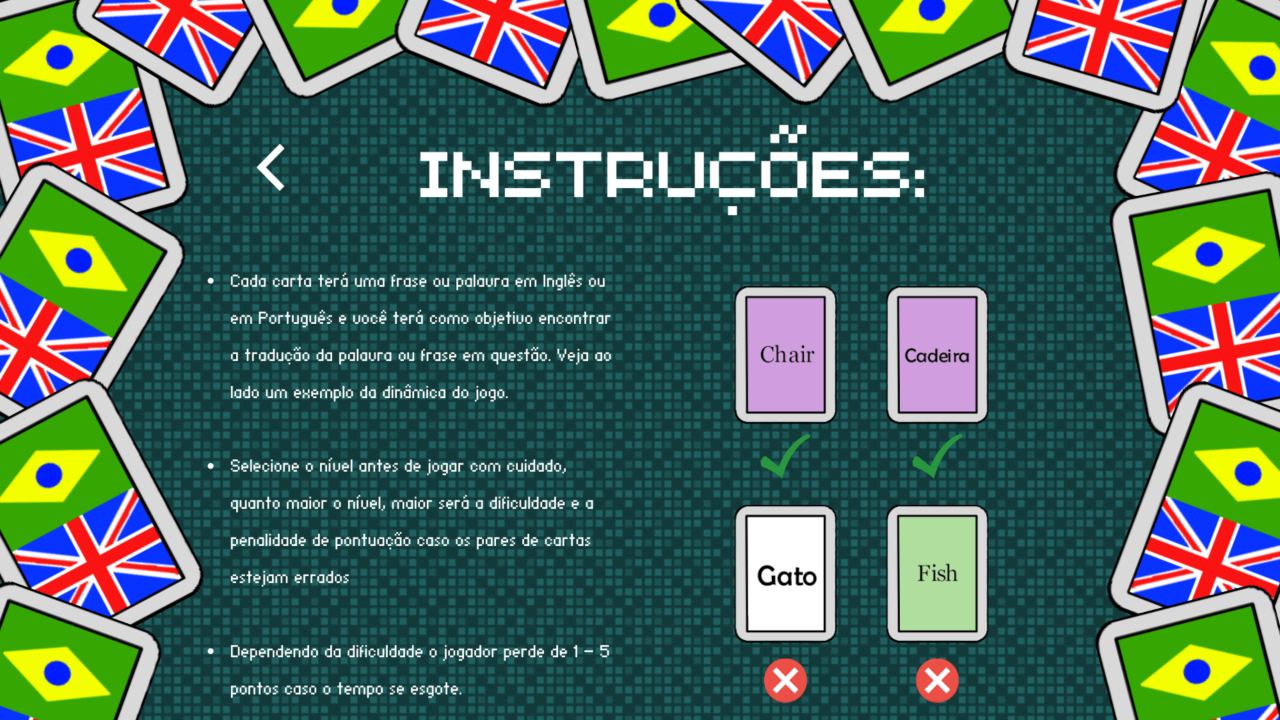 INSTRUÇÕES:
• Cada carta terá uma frase ou palavra em Inglês ou
em Português e você terá como objetivo encontrar
a tradução da palavra ou frase em questão. Veja ao
lado um exemplo da dinâmica do jogo.
• Selecione o nível antes de jogar com cuidado,
quanto maior o nível, maior será a dificuldade e a
penalidade de pontuação caso os pares de cartas
estejam errados
• Dependendo da dificuldade o jogador perde de 1 - 5
pontos caso o tempo se esgote.
Chair
Cadeira
Gato
Fish